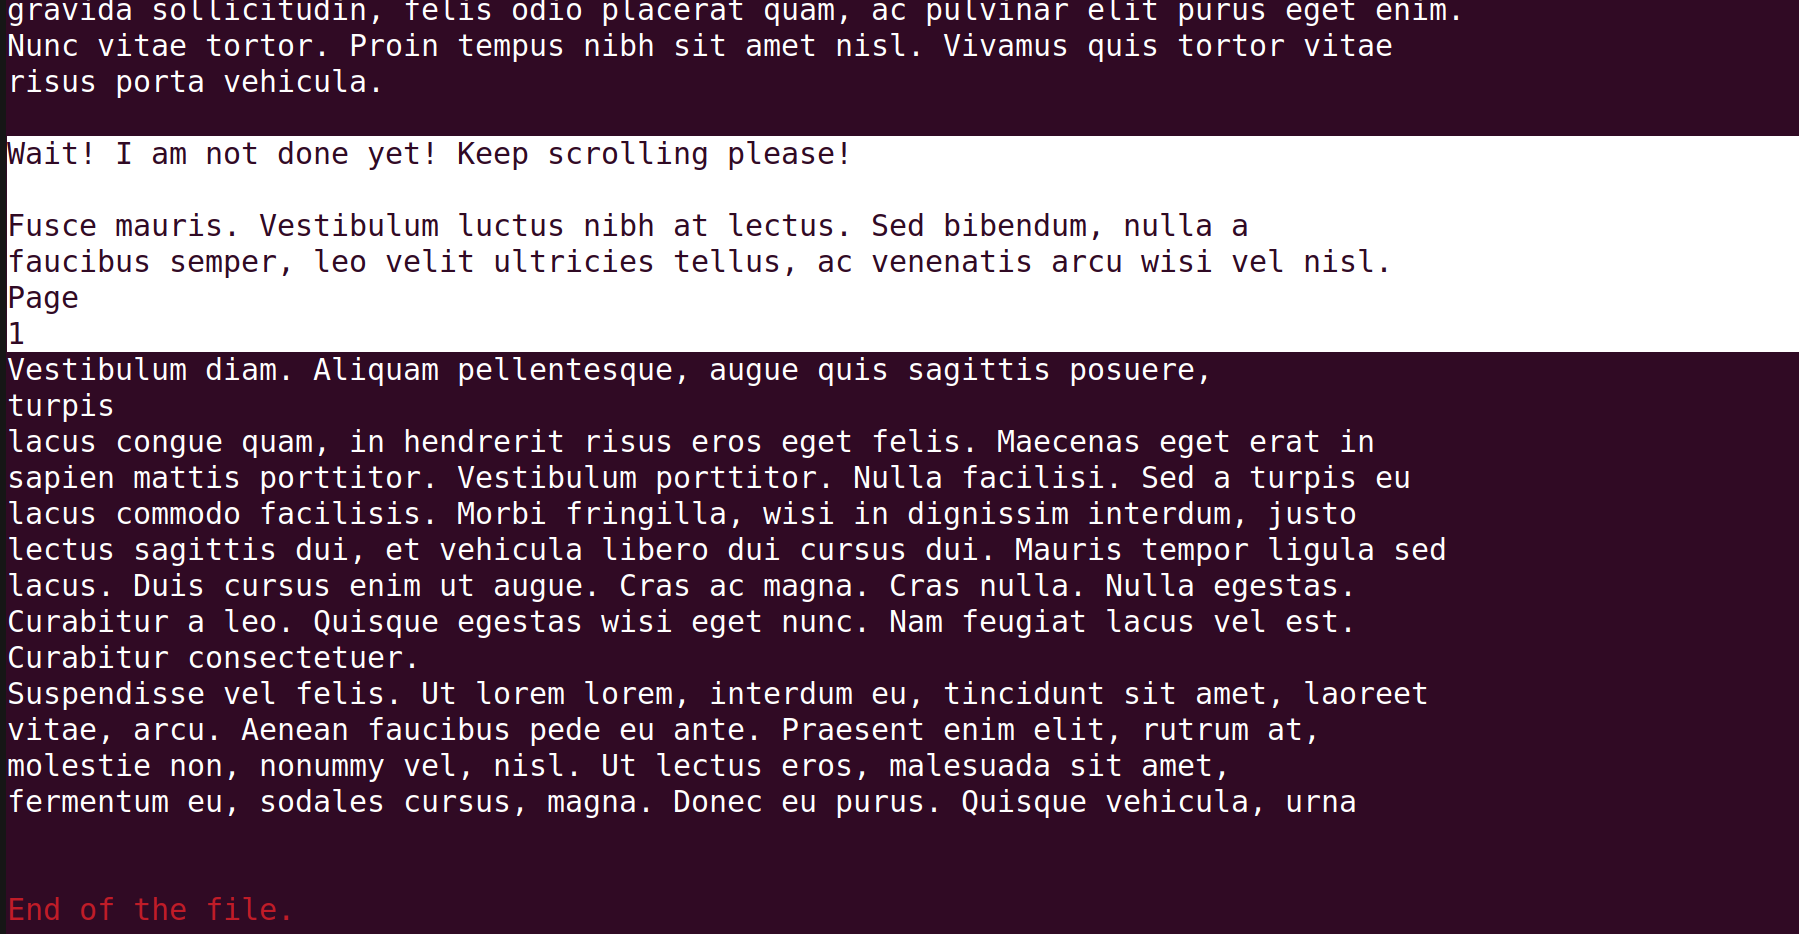 gravida sollicitudin, felis odio placerat quam, ac pulvinar elit purus eget enim.
Nunc vitae tortor. Proin tempus nibh sit amet nisl. Vivamus quis tortor vitae
risus porta vehicula.
Wait! I am not done yet! Keep scrolling please!
Fusce mauris. Vestibulum luctus nibh at lectus. Sed bibendum, nulla a
faucibus semper, leo velit ultricies tellus, ac venenatis arcu wisi vel nisl.
Page
1
Vestibulum diam. Aliquam pellentesque, augue quis sagittis posuere,
turpis
lacus congue quam, in hendrerit risus eros eget felis. Maecenas eget erat in
sapien mattis porttitor. Vestibulum porttitor. Nulla facilisi. Sed a turpis eu
lacus commodo facilisis. Morbi fringilla, wisi in dignissim interdum, justo
lectus sagittis dui, et vehicula libero dui cursus dui. Mauris tempor ligula sed
lacus. Duis cursus enim ut augue. Cras ac magna. Cras nulla. Nulla egestas.
Curabitur a leo. Quisque egestas wisi eget nunc. Nam feugiat lacus vel est.
Curabitur consectetuer.
Suspendisse vel felis. Ut lorem lorem, interdum eu, tincidunt sit amet, laoreet
vitae, arcu. Aenean faucibus pede eu ante. Praesent enim elit, rutrum at,
molestie non, nonummy vel, nisl. Ut lectus eros, malesuada sit amet,
fermentum eu, sodales cursus, magna. Donec eu purus. Quisque vehicula, urna
End of the file.